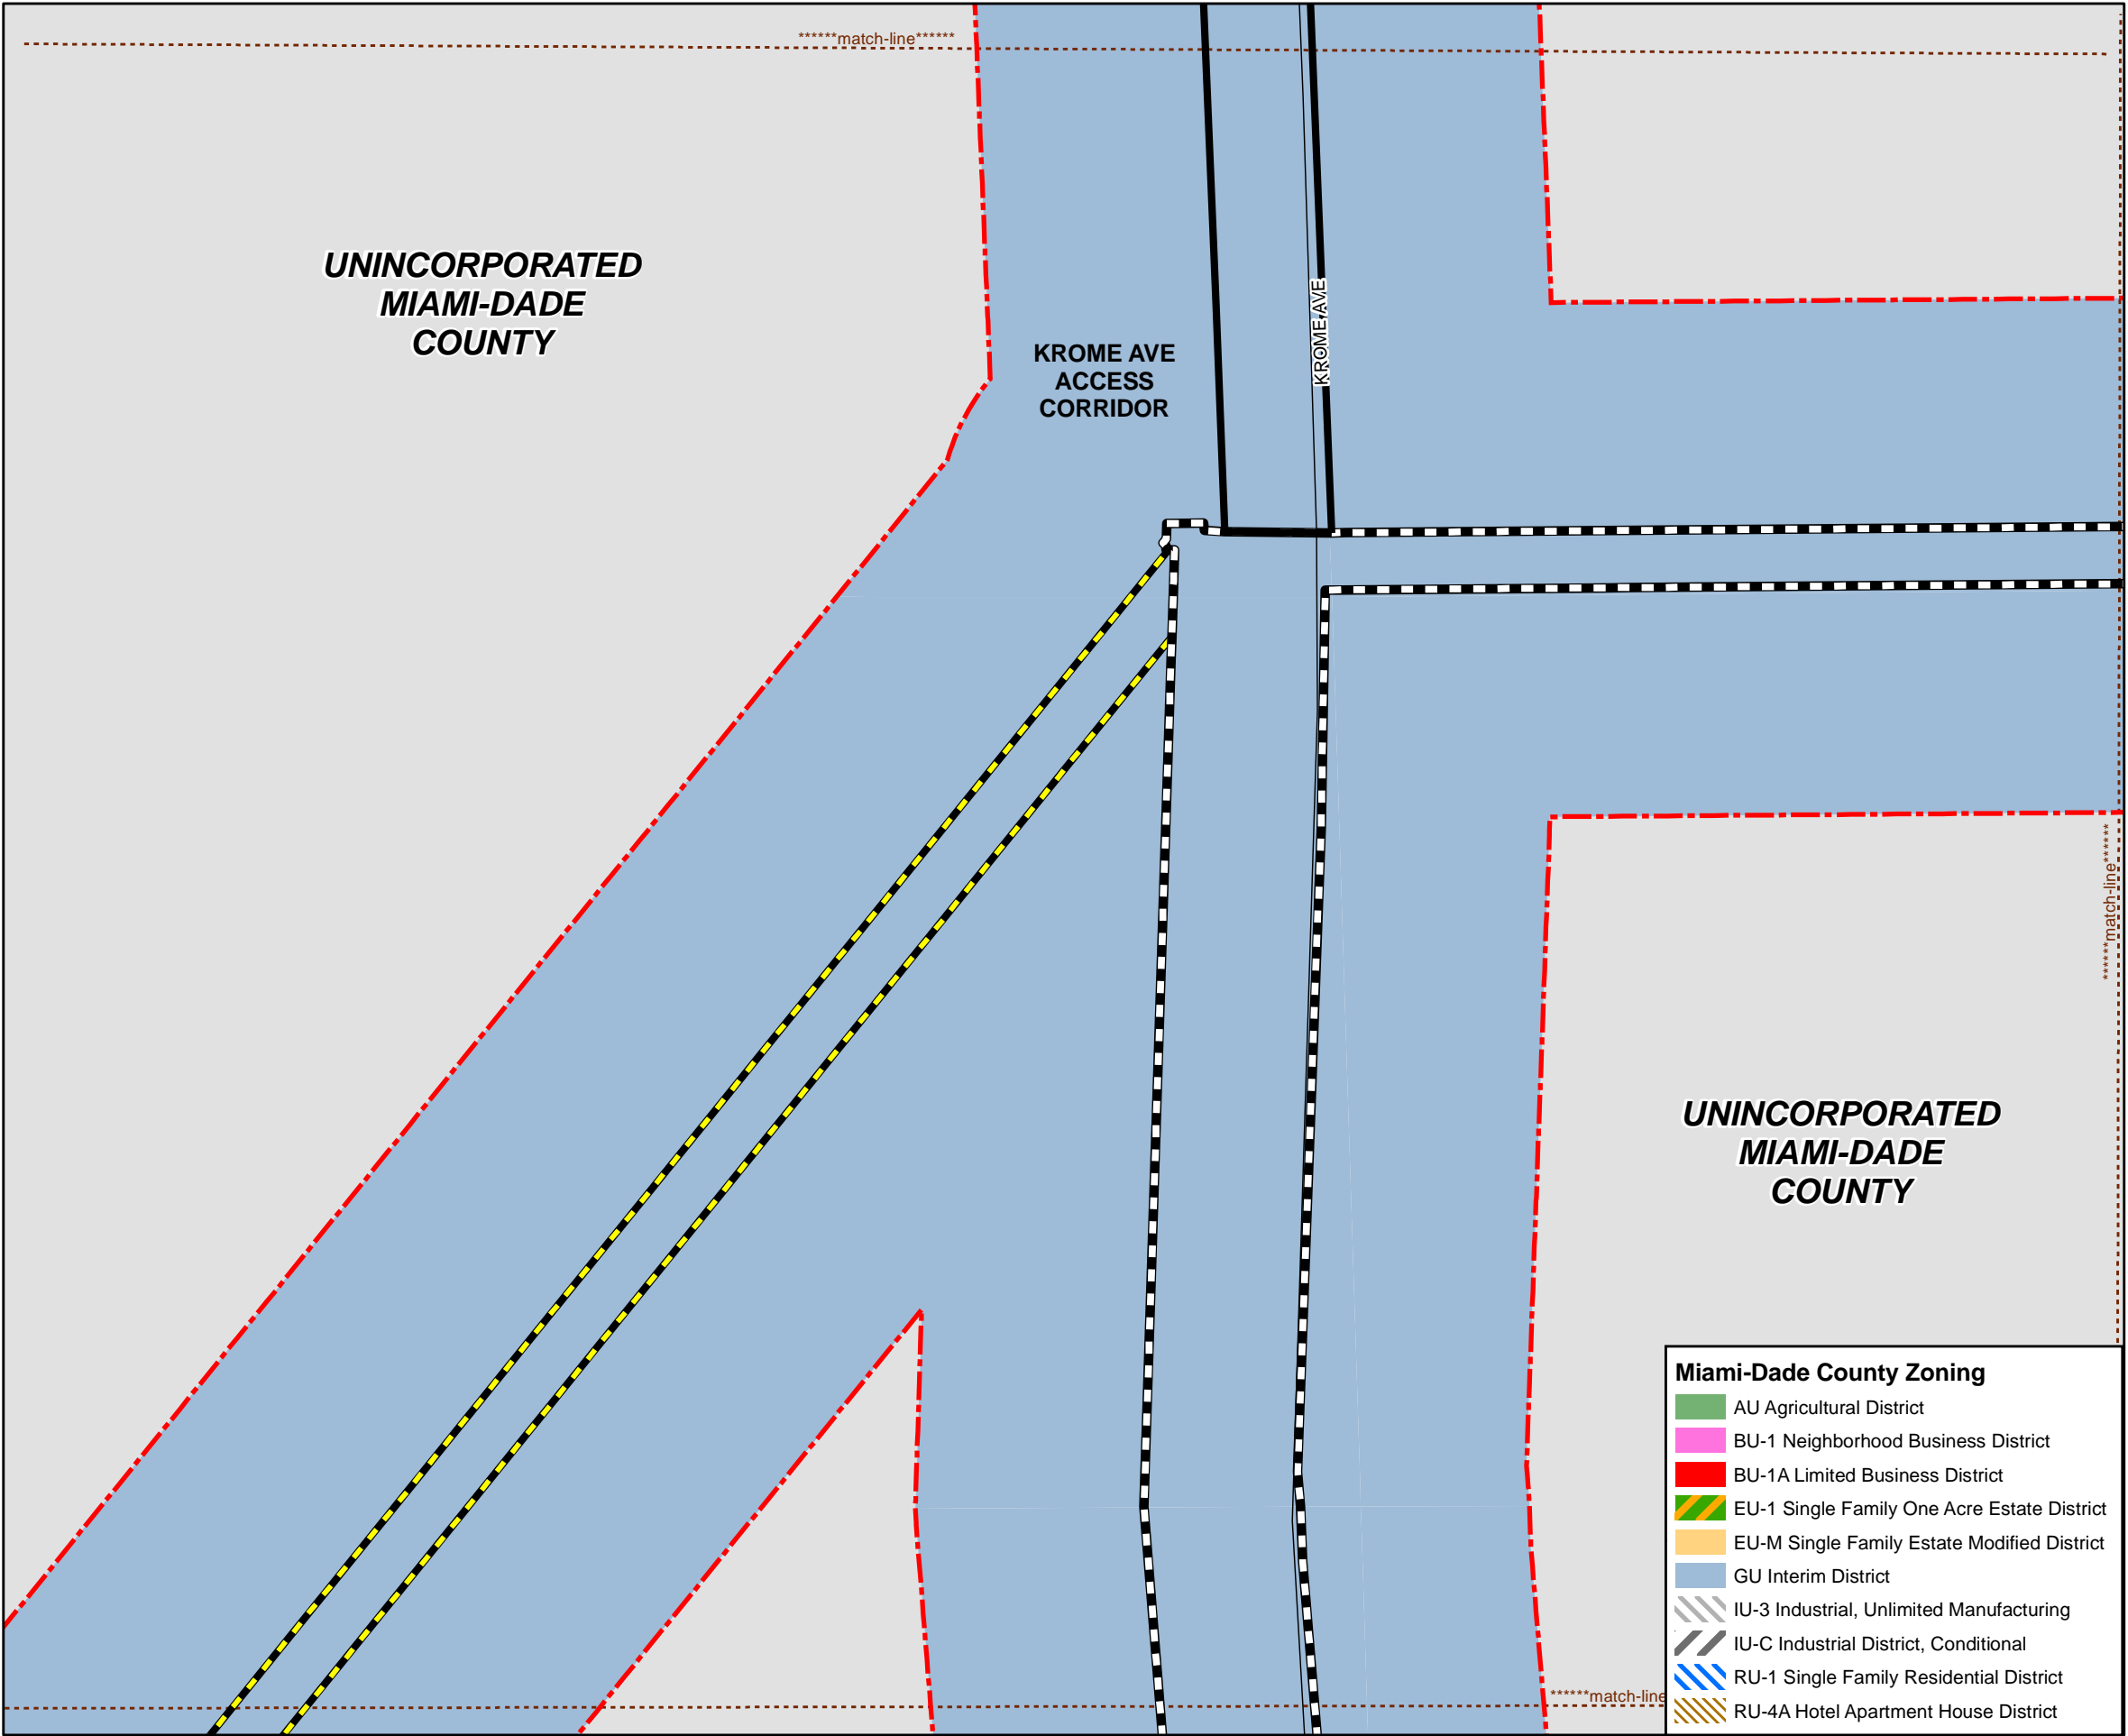 ******match-line******
UNINCORPORATED
MIAMI-DADE
COUNTY
KROME AVE
ACCESS
CORRIDOR
KROME AVE
******match-line******
UNINCORPORATED
MIAMI-DADE
COUNTY
******match-line
Miami-Dade County Zoning
AU Agricultural District
BU-1 Neighborhood Business District
BU-1A Limited Business District
EU-1 Single Family One Acre Estate District
EU-M Single Family Estate Modified District
GU Interim District
IU-3 Industrial, Unlimited Manufacturing
IU-C Industrial District, Conditional
RU-1 Single Family Residential District
RU-4A Hotel Apartment House District